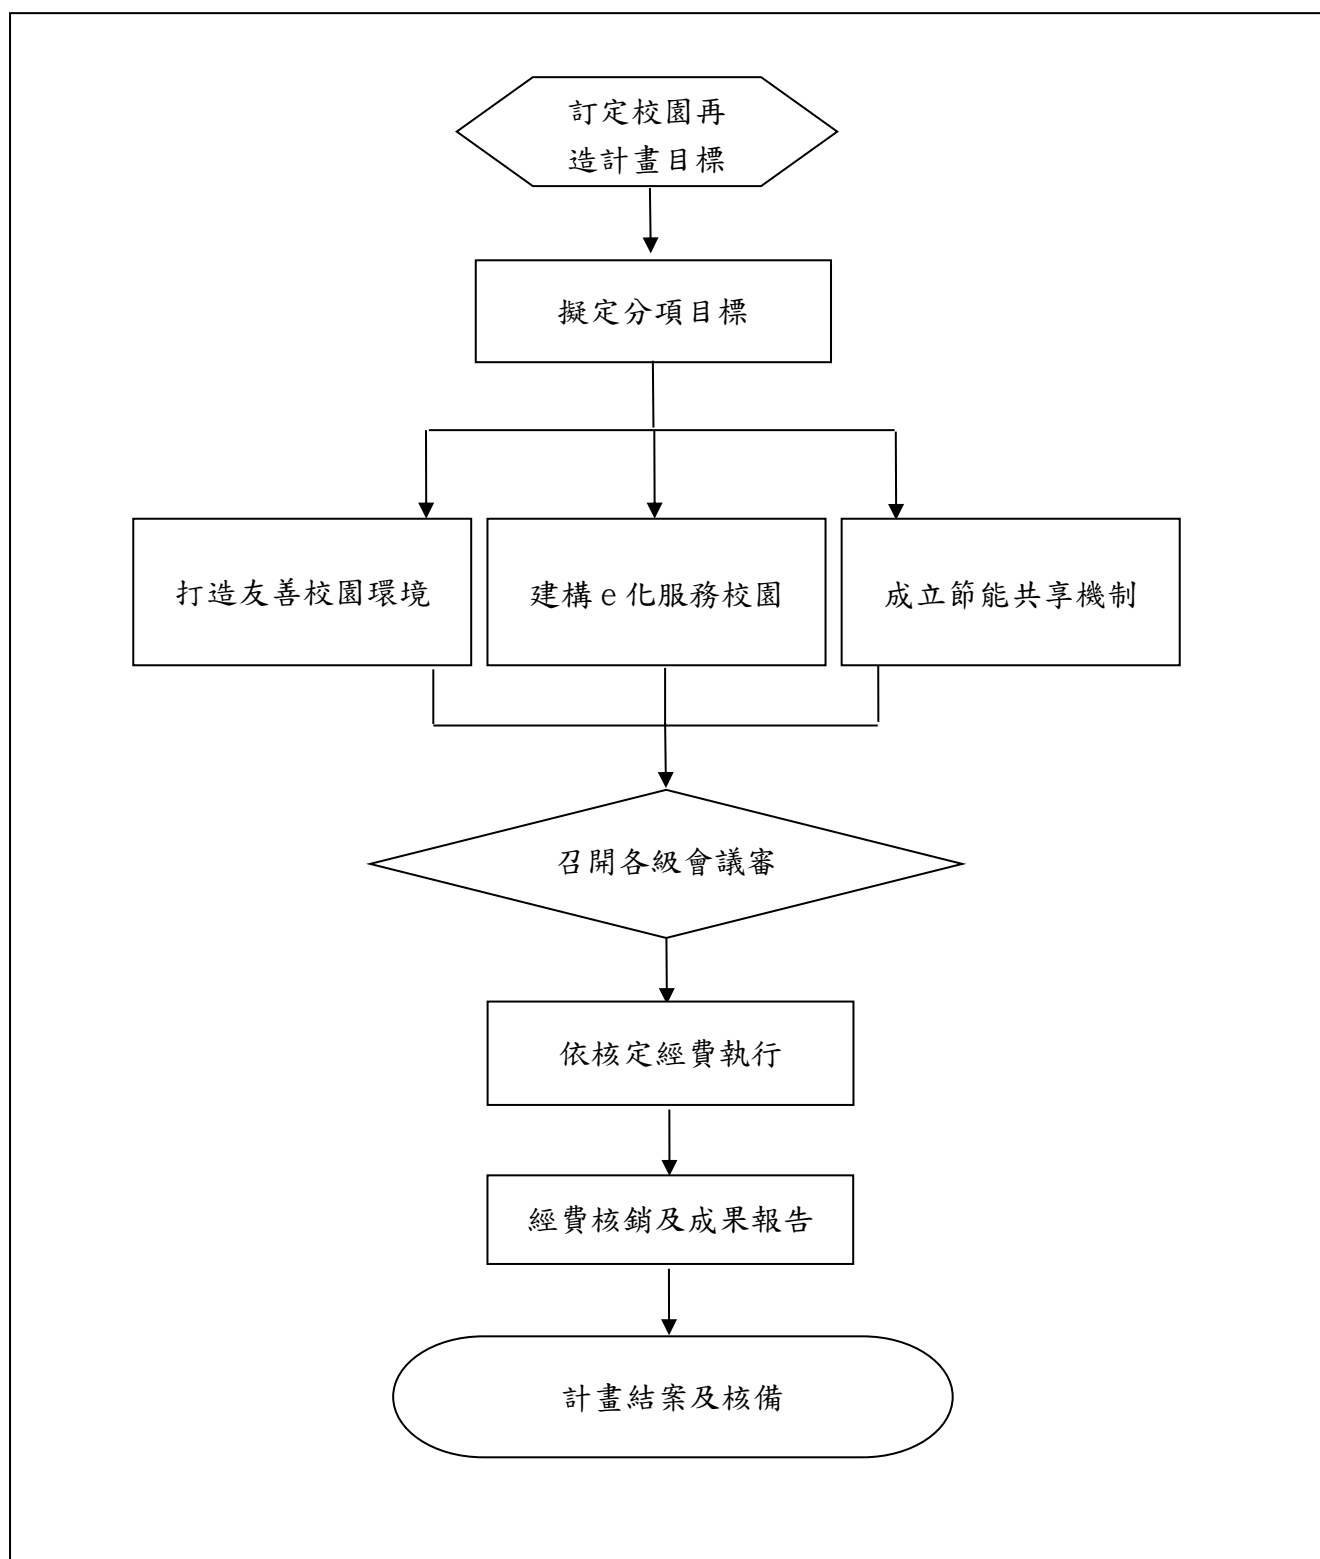 訂定校園再
造計畫目標
擬定分項目標
打造友善校園環境
建構e化服務校園
成立節能共享機制
召開各級會議審
依核定經費執行
經費核銷及成果報告
計畫結案及核備